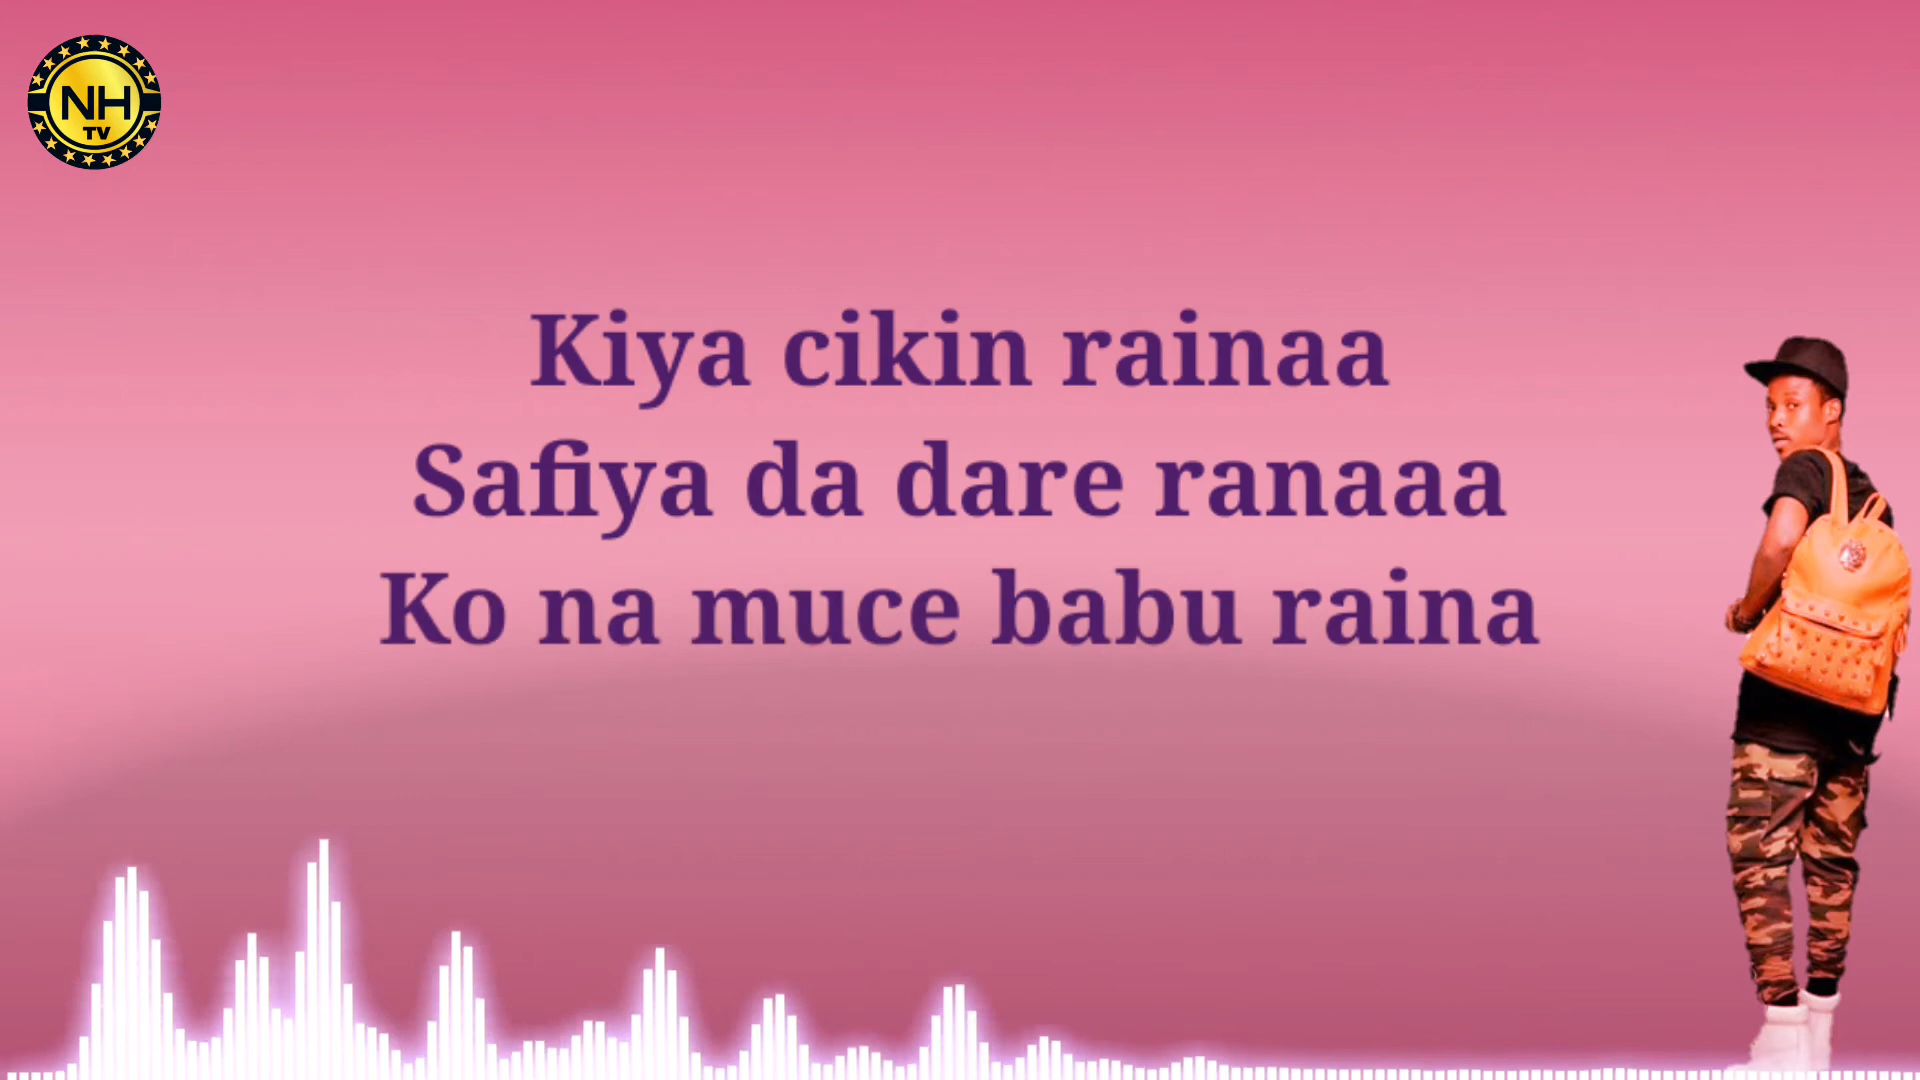 NH
TV
Kiya cikin rainaa
Safiya da dare ranaaa
Ko na muce babu raina